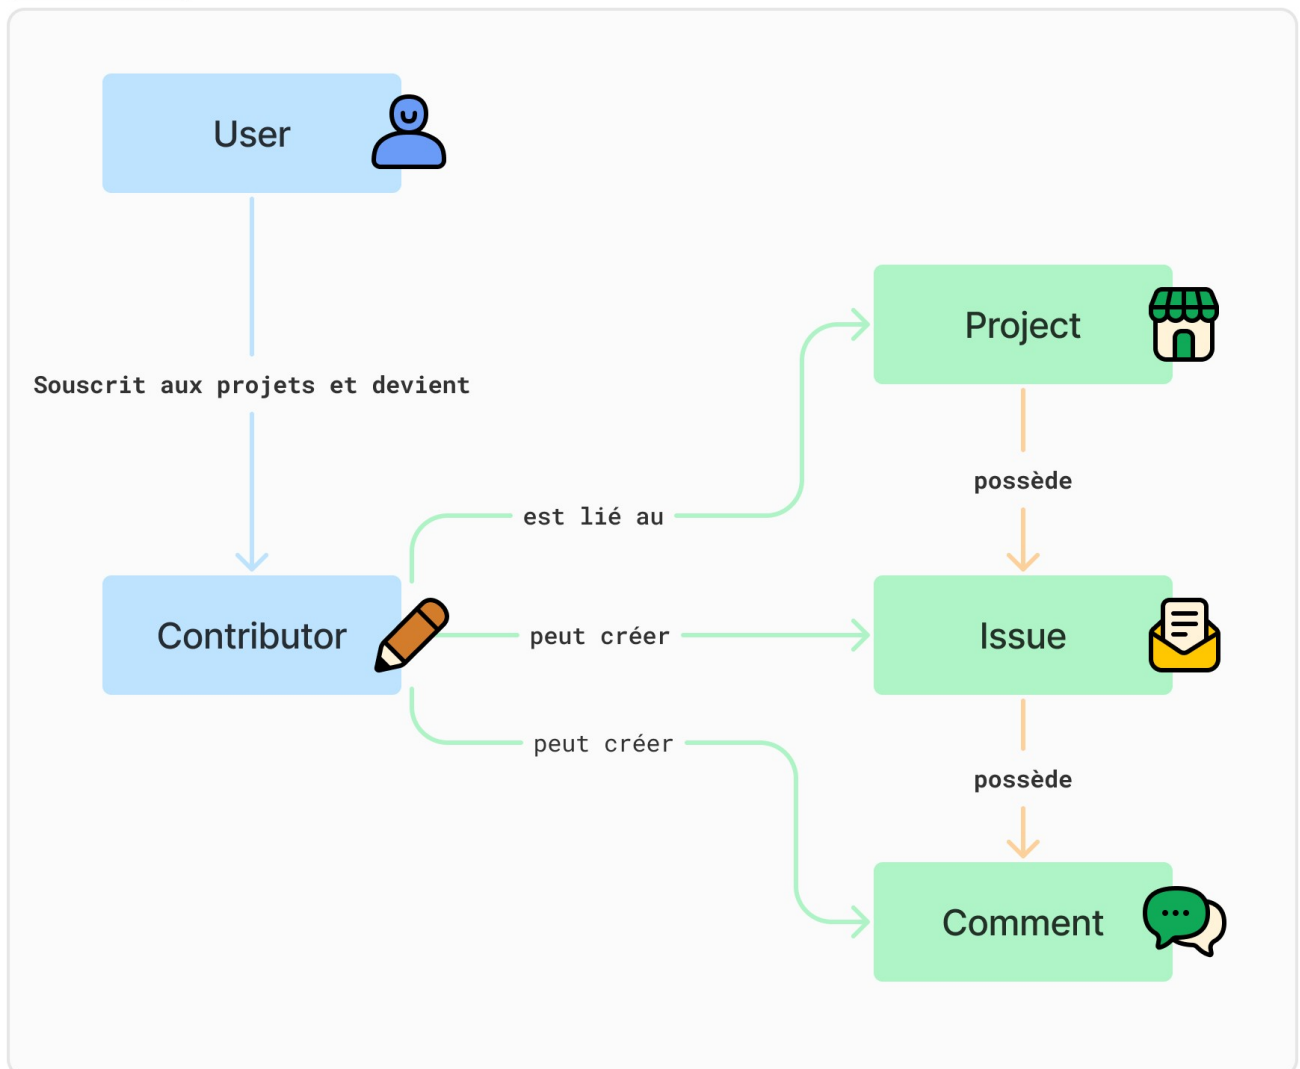 User
Souscrit aux projets et devient
Project
possède
est lié au
Contributor
peut créer
Issue
peut créer
possède
Comment